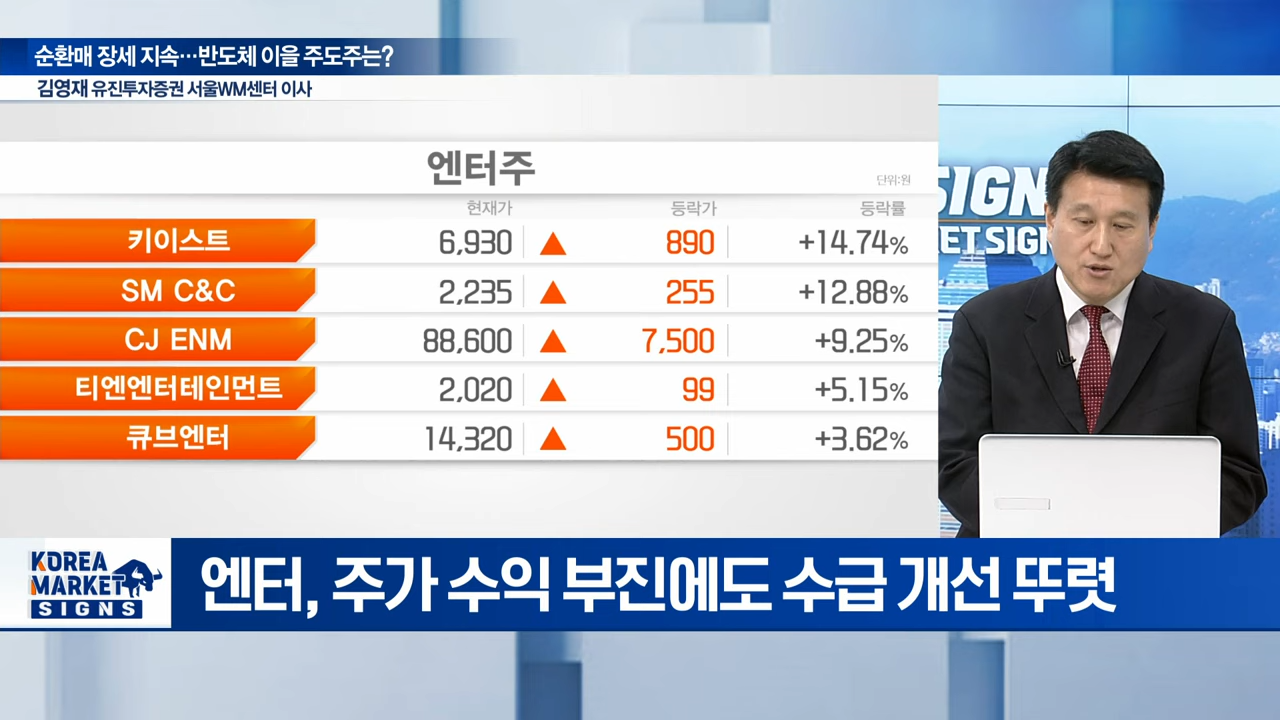 순환매 장세 지속…반도체 이을 주도주는?
김영재 유진투자증권 서울WM센터 이사
엔터주
단위:원
현재가 등락가 등락률
키이스트 6,930 ▲ 890 +14.74%
SM C&C 2,235 ▲ 255 +12.88%
CJ ENM 88,600 ▲ 7,500 +9.25%
티엔엔터테인먼트 2,020 ▲ 99 +5.15%
큐브엔터 14,320 ▲ 500 +3.62%
SIGN
ET SIGN
KOREA
MARKET
SIGNS
엔터, 주가 수익 부진에도 수급 개선 뚜렷